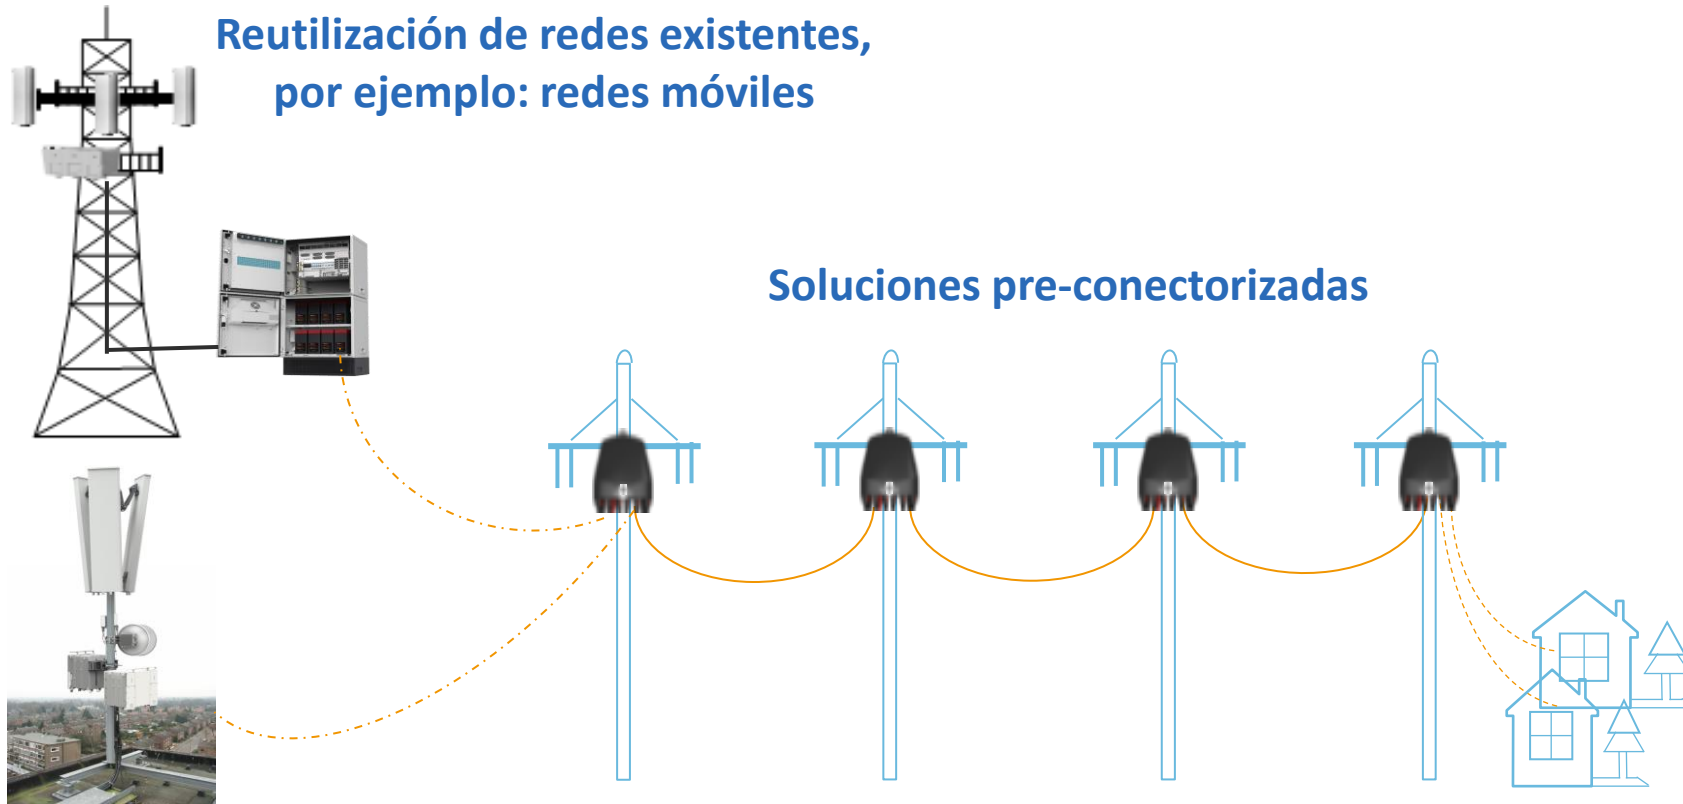 Reutilización de redes existentes,
por ejemplo: redes móviles
Soluciones pre-conectorizadas